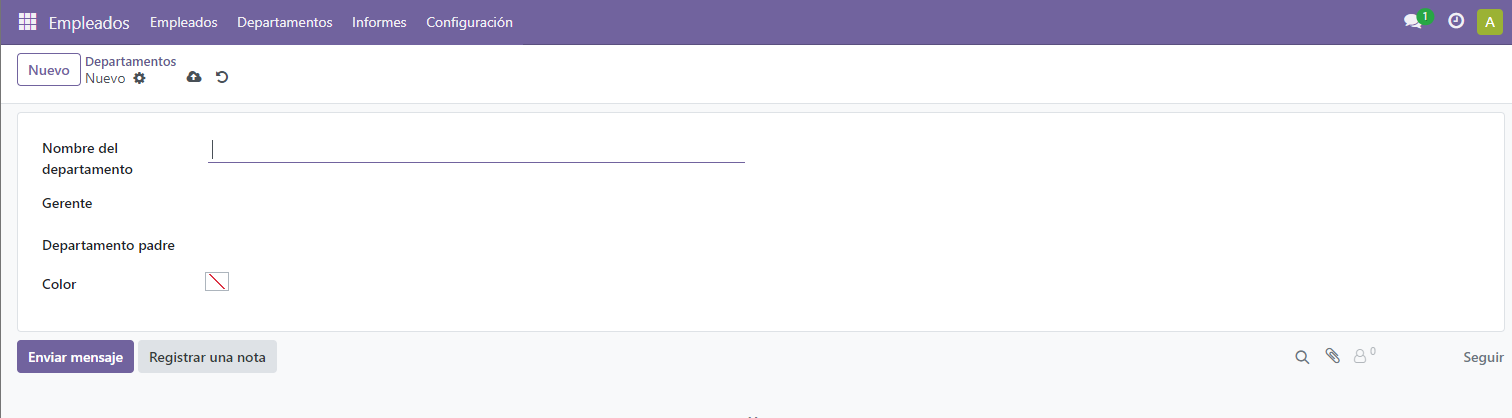 Empleados Empleados Departamentos Informes Configuración 1 A
Nuevo Departamentos
Nuevo
Nombre del
departamento
Gerente
Departamento padre
Color
Enviar mensaje Registrar una nota 0 Seguir